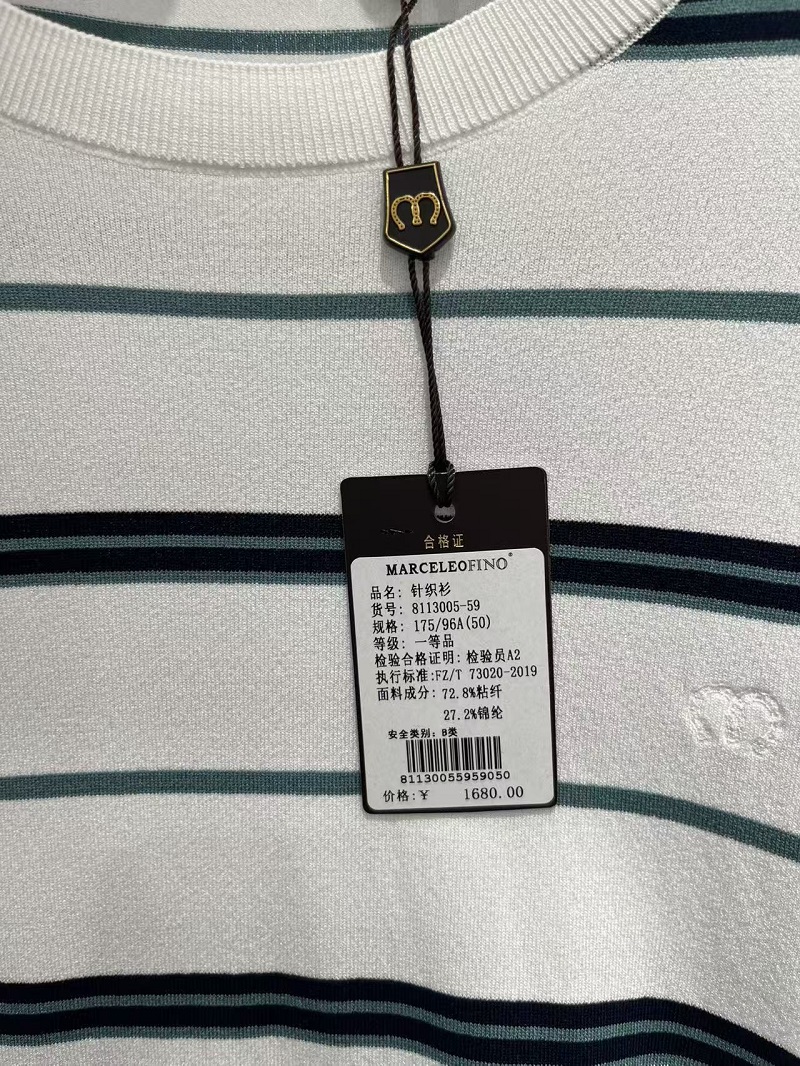 合格证
MARCELEOFINO®
品名: 针织衫
货号: 8113005-59
规格: 175/96A(50)
等级: 一等品
检验合格证明: 检验员A2
执行标准:FZ/T 73020-2019
面料成分: 72.8%粘纤
27.2%锦纶
安全类别: B类
81130055959050
价格:¥ 1680.00